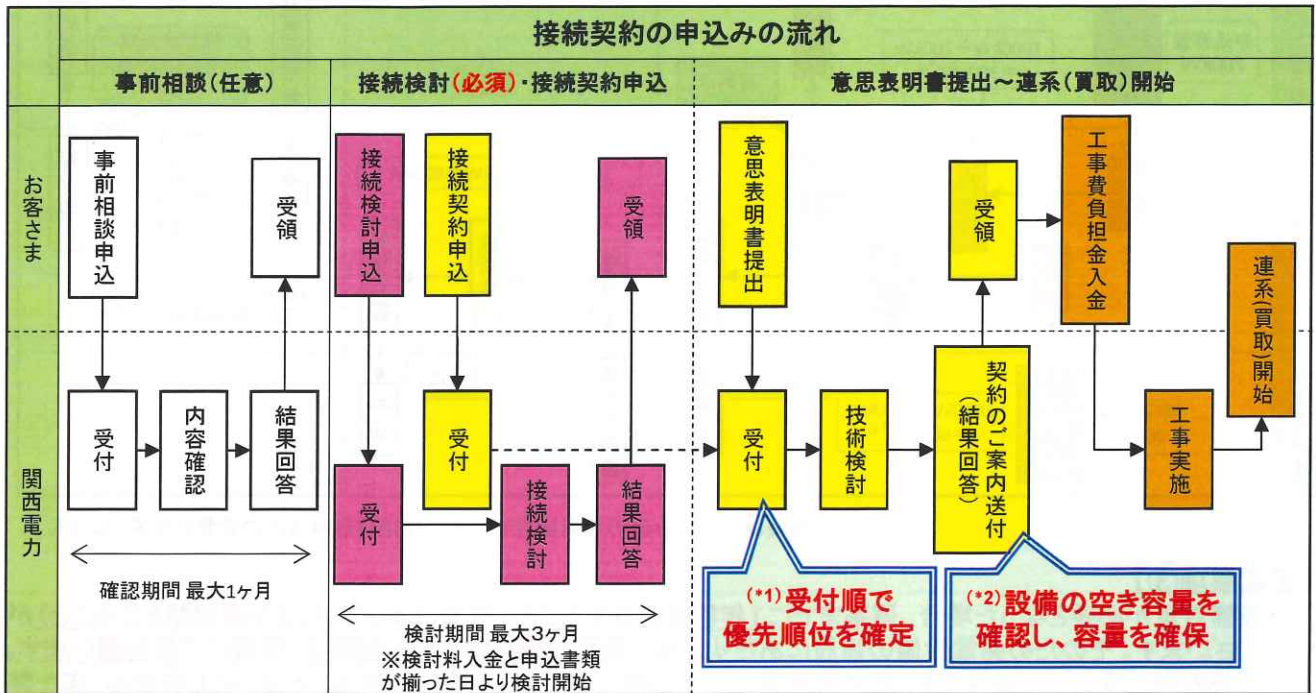 接続契約の申込みの流れ
事前相談(任意)
接続検討(必須)・接続契約申込
意思表明書提出～連系(買取)開始
お客さま
事前相談申込
受領
接続検討申込
接続契約申込
受領
意思表明書提出
受領
工事費負担金入金
連系(買取)開始
関西電力
受付
内容確認
結果回答
受付
受付
接続検討
結果回答
受付
技術検討
契約のご案内送付
(結果回答)
工事実施
確認期間 最大1ヶ月
検討期間 最大3ヶ月
※検討料入金と申込書類
が揃った日より検討開始
(*1)受付順で
優先順位を確定
(*2)設備の空き容量を
確認し、容量を確保